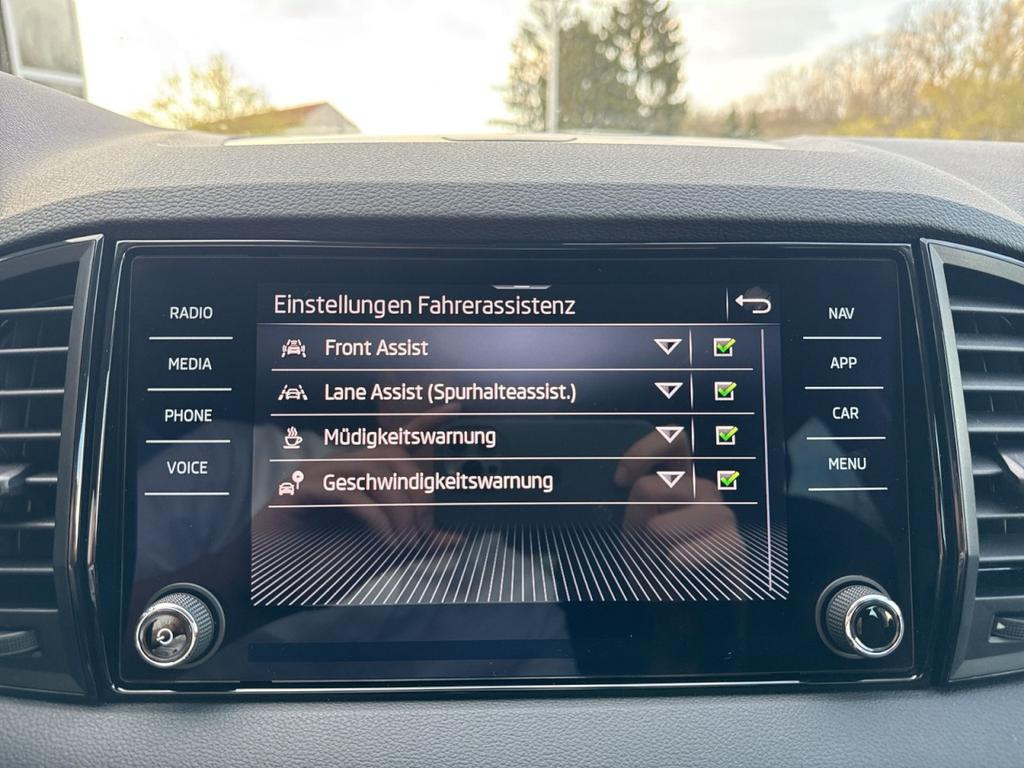 Einstellungen Fahrerassistenz
RADIO
MEDIA
PHONE
VOICE
Front Assist
Lane Assist (Spurhalteassist.)
Müdigkeitswarnung
Geschwindigkeitswarnung
NAV
APP
CAR
MENU